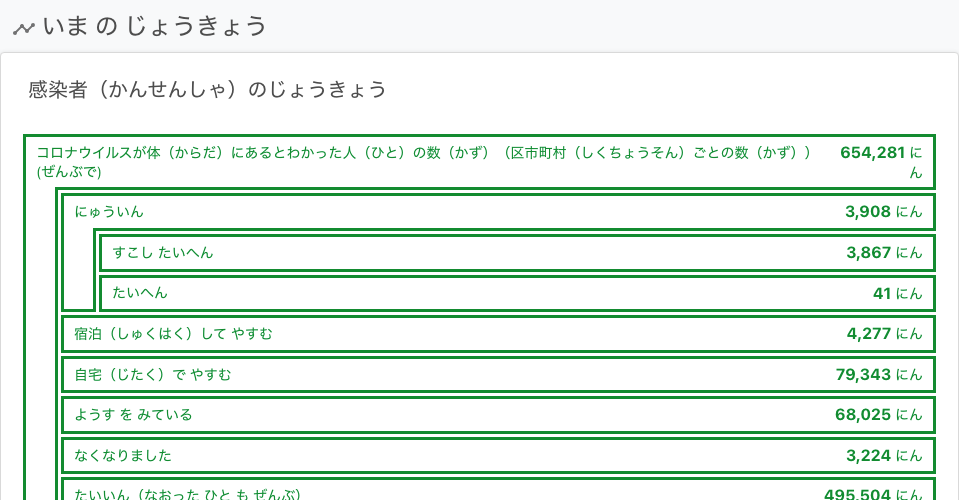 いま の じょうきょう
感染者（かんせんしゃ）のじょうきょう
コロナウイルスが体（からだ）にあるとわかった人（ひと）の数（かず）（区市町村（しくちょうそん）ごとの数（かず））
(ぜんぶで)
654,281 に
ん
にゅういん 3,908 にん
すこし たいへん 3,867 にん
たいへん 41 にん
宿泊（しゅくはく）して やすむ 4,277 にん
自宅（じたく）で やすむ 79,343 にん
ようす を みている 68,025 にん
なくなりました 3,224 にん
たいいん（なおった ひと も ぜんぶ） 495,504 にん